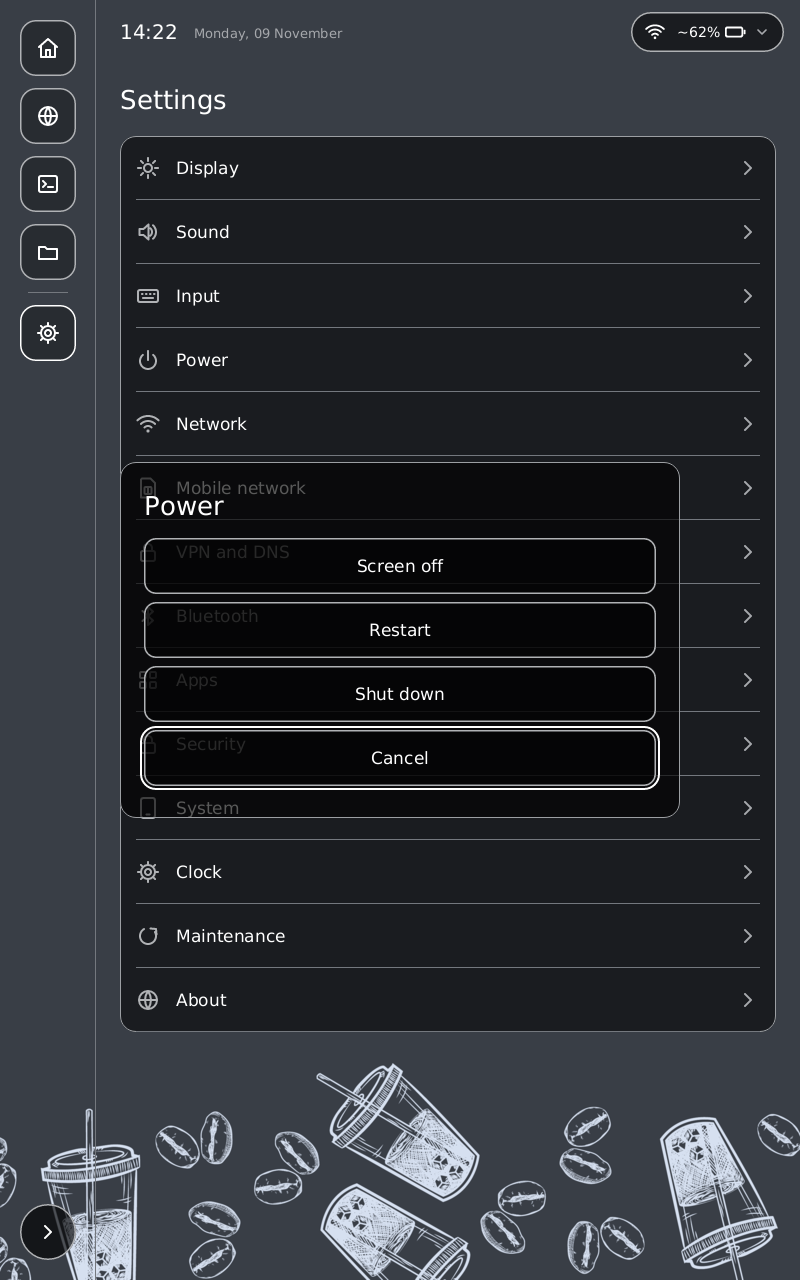 14:22 Monday, 09 November
~62%
Settings
Display
Sound
Input
Power
Network
Mobile network
Power
VPN and DNS
Screen off
Bluetooth
Restart
Apps
Shut down
Security
Cancel
System
Clock
Maintenance
About